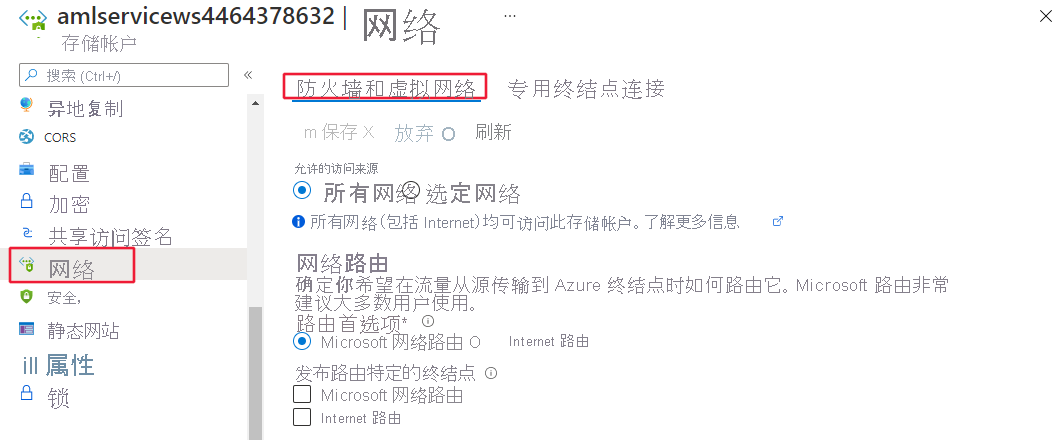 amlservicews4464378632 | 网络 ...
存储帐户
搜索 (Ctrl+/)
异地复制
CORS
配置
加密
共享访问签名
网络
安全,
静态网站
ill 属性
锁
防火墙和虚拟网络 专用终结点连接
m 保存 X 放弃 O 刷新
允许的访问来源
所有网络 选定网络
所有网络(包括 Internet)均可访问此存储帐户。了解更多信息,
网络路由
确定你希望在流量从源传输到 Azure 终结点时如何路由它。Microsoft 路由非常
建议大多数用户使用。
路由首选项*
Microsoft 网络路由 O Internet 路由
发布路由特定的终结点
Microsoft 网络路由
Internet 路由